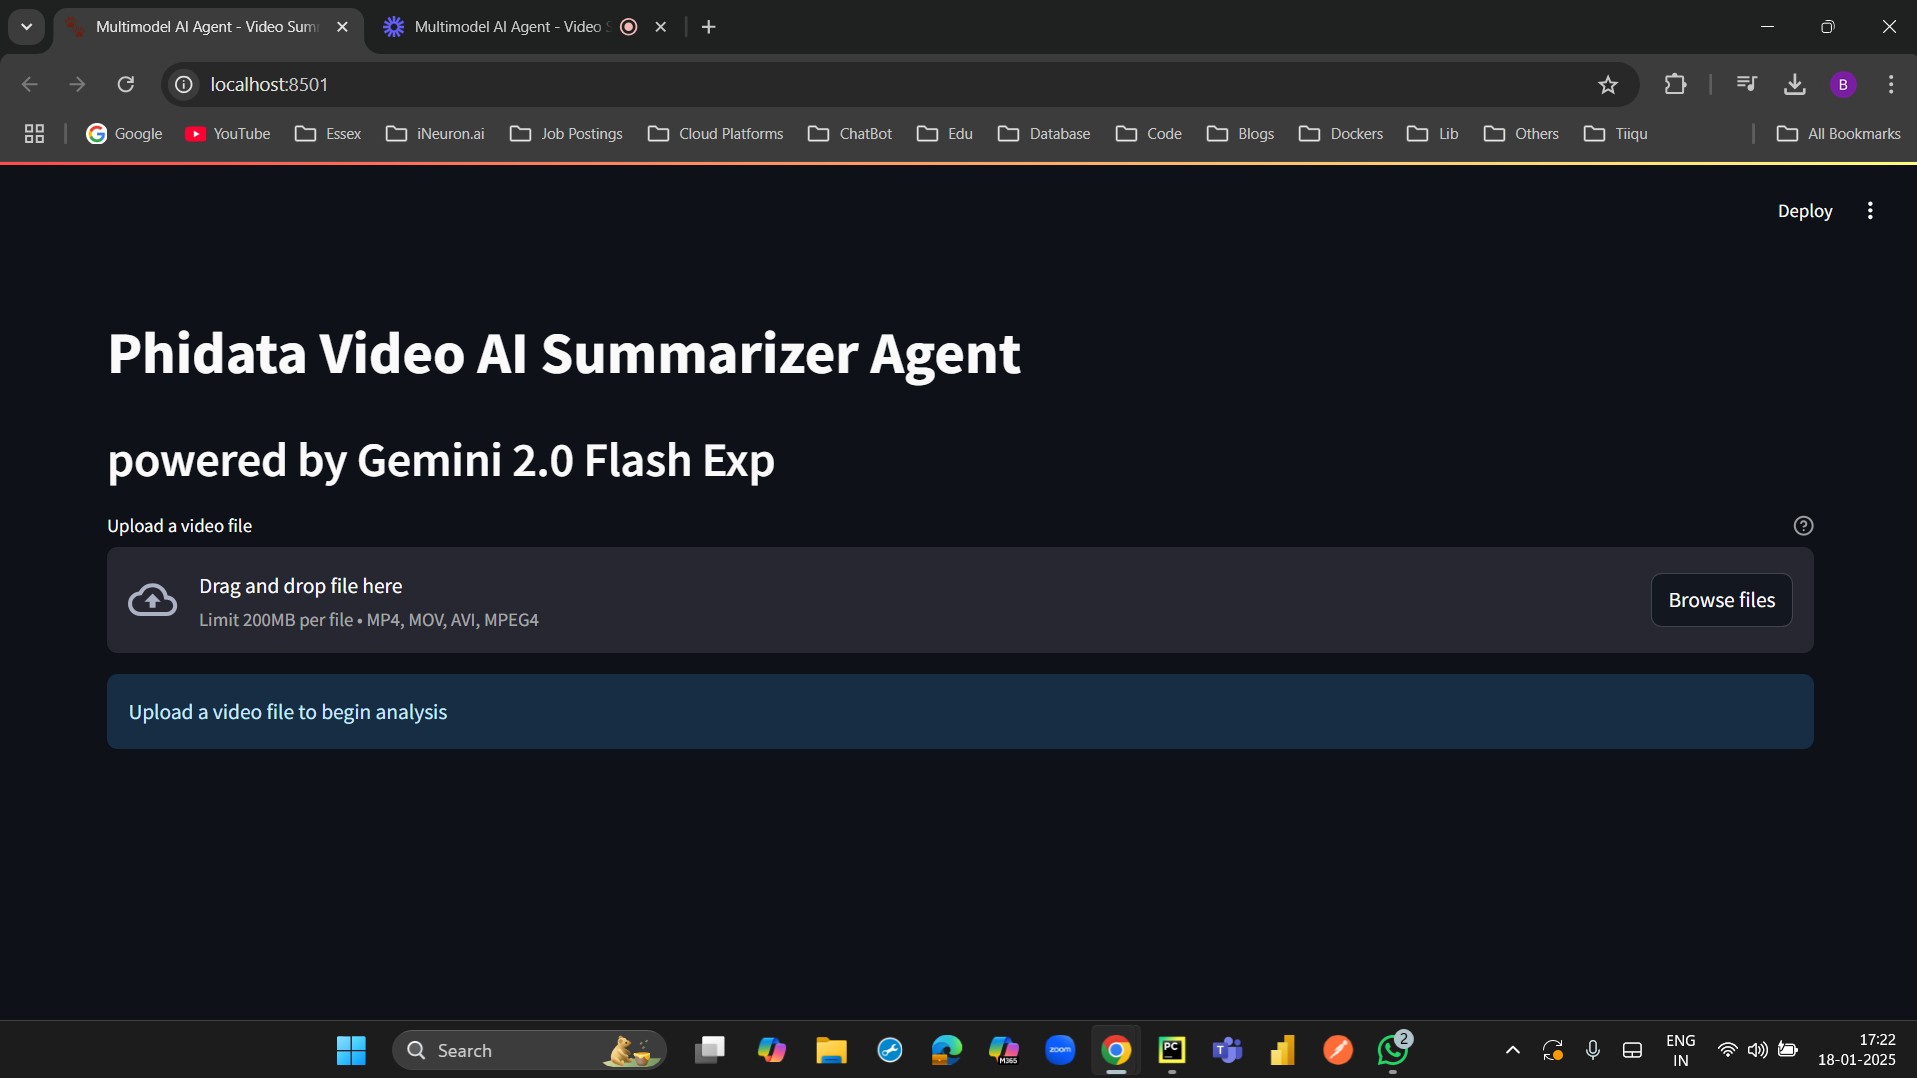 Multimodel AI Agent - Video Sum
Multimodel AI Agent - Video S
localhost:8501
B
Google
YouTube
Essex
iNeuron.ai
Job Postings
Cloud Platforms
ChatBot
Edu
Database
Code
Blogs
Dockers
Lib
Others
Tiiqu
All Bookmarks
Deploy
Phidata Video AI Summarizer Agent
powered by Gemini 2.0 Flash Exp
Upload a video file
Drag and drop file here
Limit 200MB per file • MP4, MOV, AVI, MPEG4
Browse files
Upload a video file to begin analysis
Search
M365
zoom
PC
T
2
ENG
IN
17:22
18-01-2025